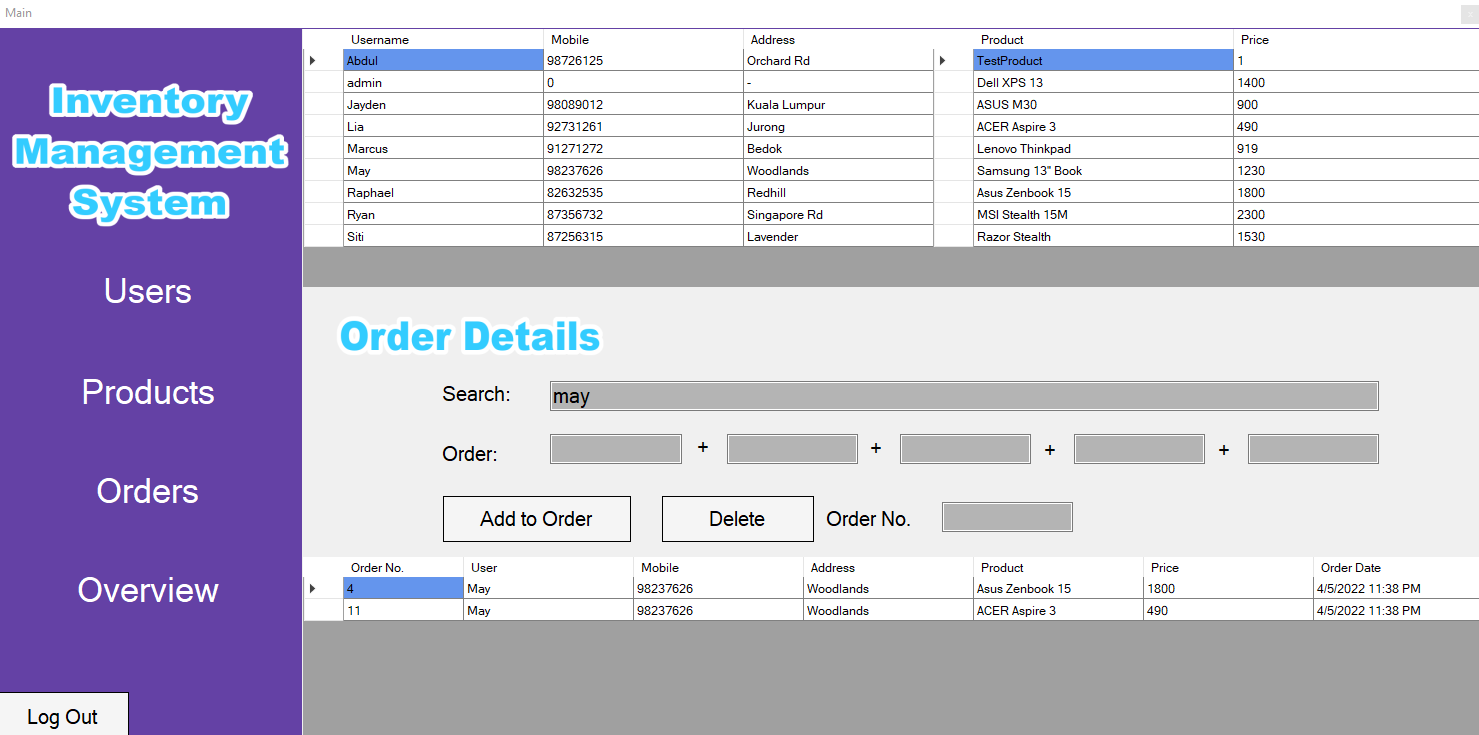 Main
Inventory
Management
System
Users
Products
Orders
Overview
Log Out
Username Mobile Address
Abdul 98726125 Orchard Rd
admin 0 -
Jayden 98089012 Kuala Lumpur
Lia 92731261 Jurong
Marcus 91271272 Bedok
May 98237626 Woodlands
Raphael 82632535 Redhill
Ryan 87356732 Singapore Rd
Siti 87256315 Lavender
Product Price
TestProduct 1
Dell XPS 13 1400
ASUS M30 900
ACER Aspire 3 490
Lenovo Thinkpad 919
Samsung 13" Book 1230
Asus Zenbook 15 1800
MSI Stealth 15M 2300
Razor Stealth 1530
Order Details
Search: may
Order: + + + +
Add to Order Delete Order No.
Order No. User Mobile Address Product Price Order Date
4 May 98237626 Woodlands Asus Zenbook 15 1800 4/5/2022 11:38 PM
11 May 98237626 Woodlands ACER Aspire 3 490 4/5/2022 11:38 PM